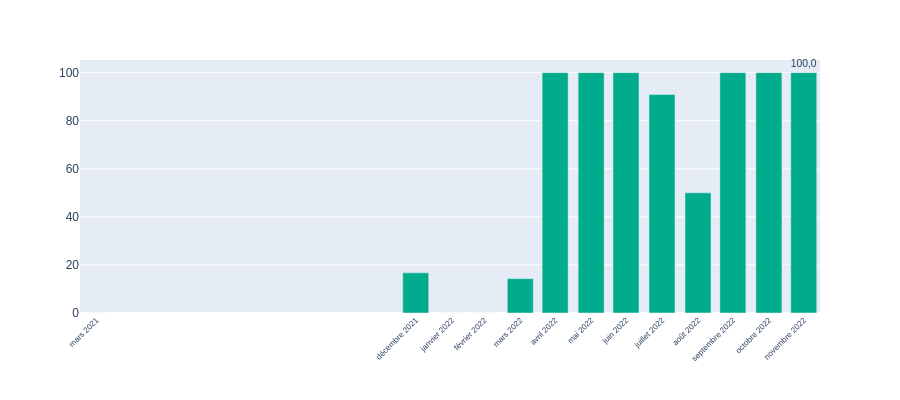 100,0
100
80
60
40
20
0
mars 2021
décembre 2021
janvier 2022
février 2022
mars 2022
avril 2022
mai 2022
juin 2022
juillet 2022
août 2022
septembre 2022
octobre 2022
novembre 2022